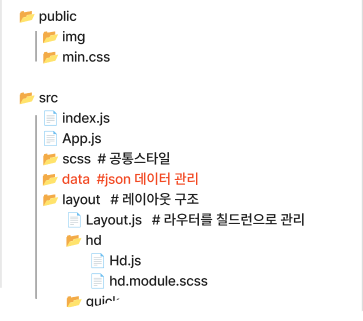 public
img
min.css
src
index.js
App.js
scss # 공통스타일
data #json 데이터 관리
layout # 레이아웃 구조
Layout.js # 라우터를 칠드런으로 관리
hd
Hd.js
hd.module.scss
quick